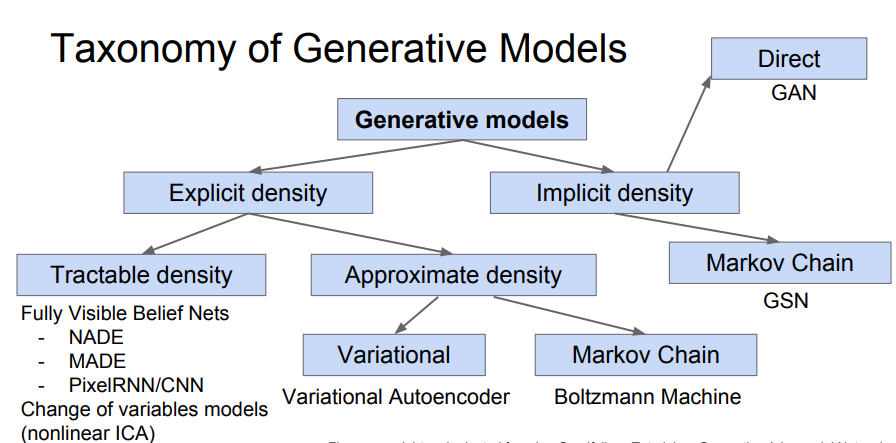 Taxonomy of Generative Models
Direct
GAN
Generative models
Explicit density
Implicit density
Tractable density
Approximate density
Markov Chain
GSN
Fully Visible Belief Nets
- NADE
- MADE
- PixelRNN/CNN
Change of variables models
(nonlinear ICA)
Variational
Variational Autoencoder
Markov Chain
Boltzmann Machine